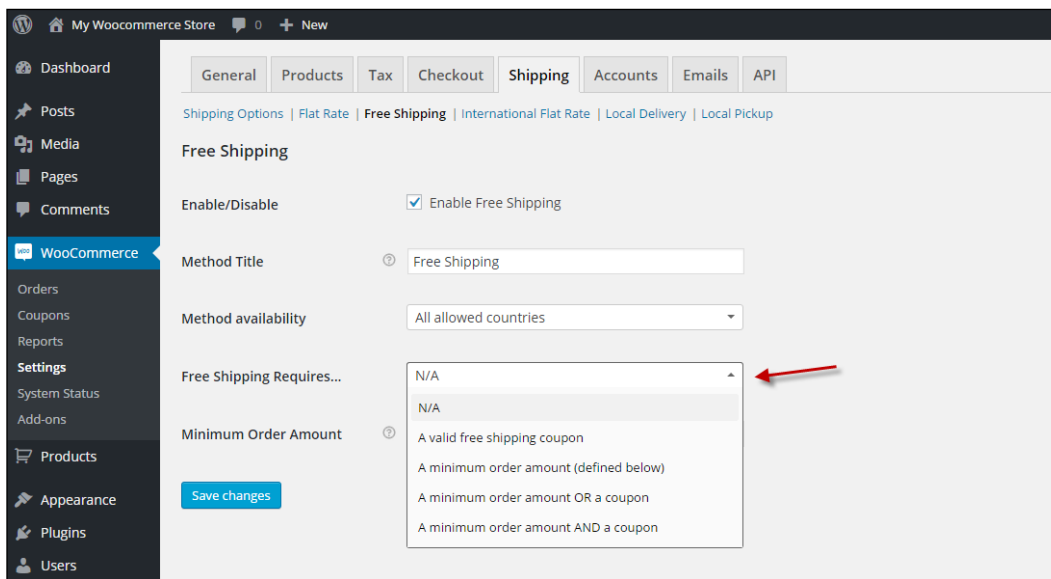 My Woocommerce Store 0 New
Dashboard
Posts
Media
Pages
Comments
WooCommerce
Orders
Coupons
Reports
Settings
System Status
Add-ons
Products
Appearance
Plugins
Users
General Products Tax Checkout Shipping Accounts Emails API
Shipping Options | Flat Rate | Free Shipping | International Flat Rate | Local Delivery | Local Pickup
Free Shipping
Enable/Disable Enable Free Shipping
Method Title ? Free Shipping
Method availability All allowed countries
Free Shipping Requires... N/A
N/A
Minimum Order Amount ?
A valid free shipping coupon
A minimum order amount (defined below)
A minimum order amount OR a coupon
A minimum order amount AND a coupon
Save changes